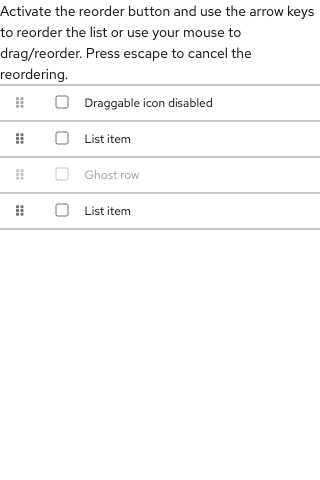 Activate the reorder button and use the arrow keys
to reorder the list or use your mouse to
drag/reorder. Press escape to cancel the
reordering.
Draggable icon disabled
List item
Ghost row
List item